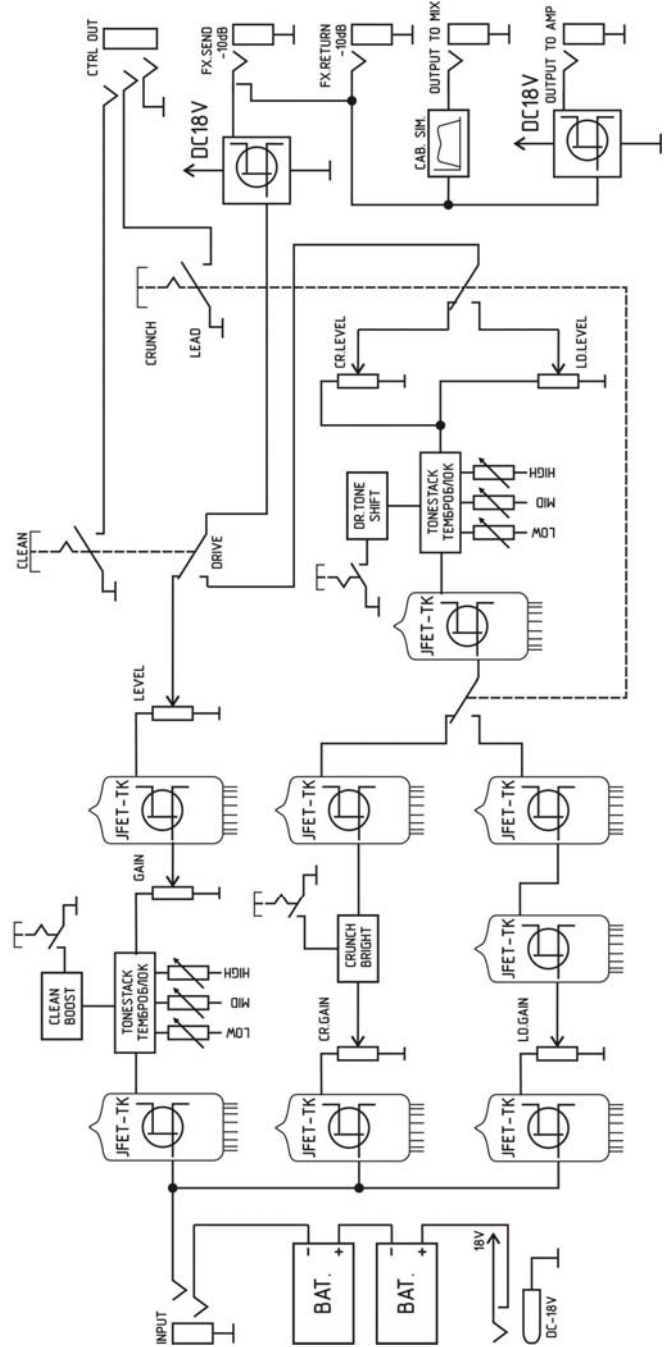 CLEAN
CTRL OUT
CLEAN
BOOST
CRUNCH
INPUT
JFET-TK
TONESTACK
ТЕМБРОБЛОК
GAIN
JFET-TK
LEVEL
LEAD
DC18V
FX.SEND
-10dB
LOW
MID
HIGH
DRIVE
BAT.
- +
JFET-TK
CR.GAIN
CRUNCH
BRIGHT
JFET-TK
DR.TONE
SHIFT
CR.LEVEL
FX.RETURN
-10dB
BAT.
- +
JFET-TK
TONESTACK
ТЕМБРОБЛОК
CAB. SIM.
OUTPUT TO MIX
18V
LOW
MID
HIGH
JFET-TK
LD.GAIN
JFET-TK
JFET-TK
LD.LEVEL
DC18V
DC-18V
OUTPUT TO AMP